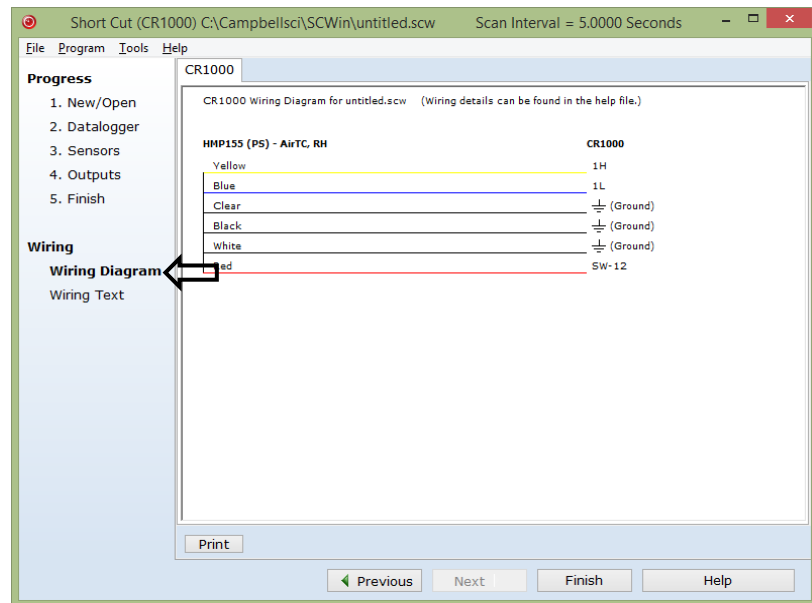 Short Cut (CR1000) C:\Campbellsci\SCWin\untitled.scw Scan Interval = 5.0000 Seconds
File Program Tools Help
Progress
1. New/Open
2. Datalogger
3. Sensors
4. Outputs
5. Finish
Wiring
Wiring Diagram
Wiring Text
CR1000
CR1000 Wiring Diagram for untitled.scw (Wiring details can be found in the help file.)
HMP155 (PS) - AirTC, RH CR1000
Yellow 1H
Blue 1L
Clear (Ground)
Black (Ground)
White (Ground)
Red SW-12
Print
Previous Next Finish Help